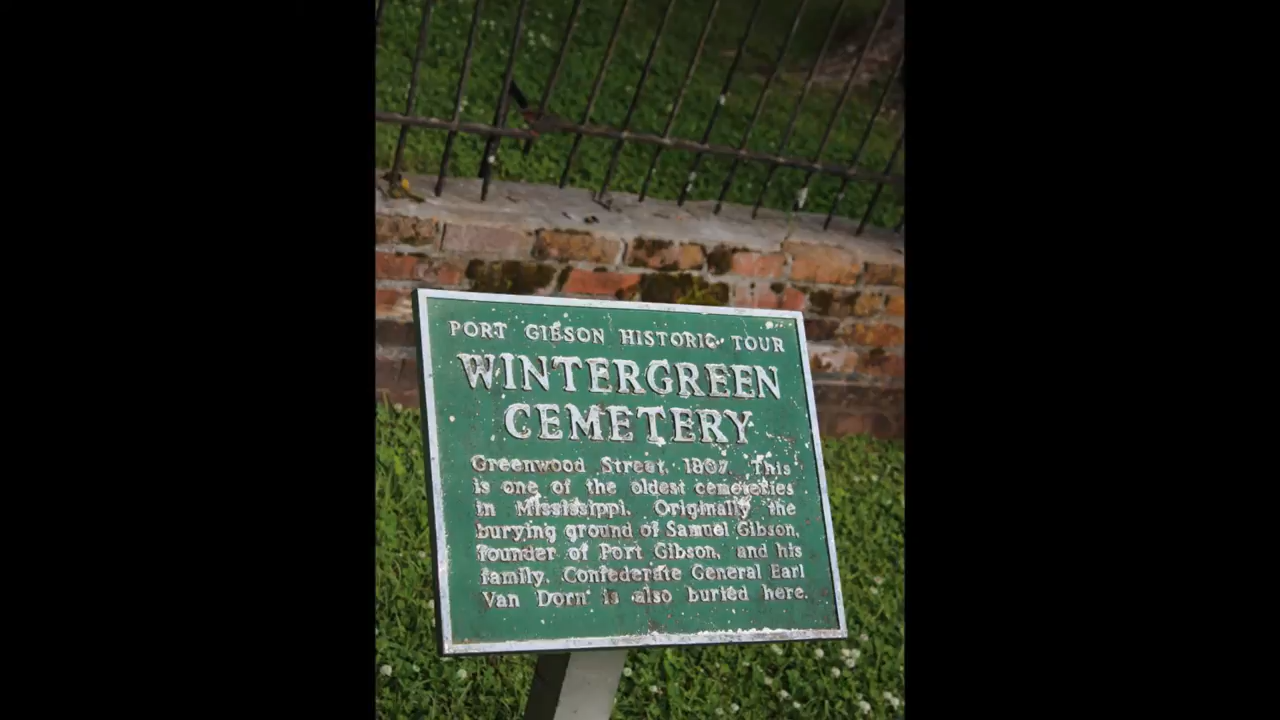 PORT GIBSON HISTORIC TOUR
WINTERGREEN
CEMETERY
Greenwood Street, 1807. This
is one of the oldest cemeteries
in Mississippi. Originally the
burying ground of Samuel Gibson,
founder of Port Gibson, and his
family. Confederate General Earl
Van Dorn is also buried here.